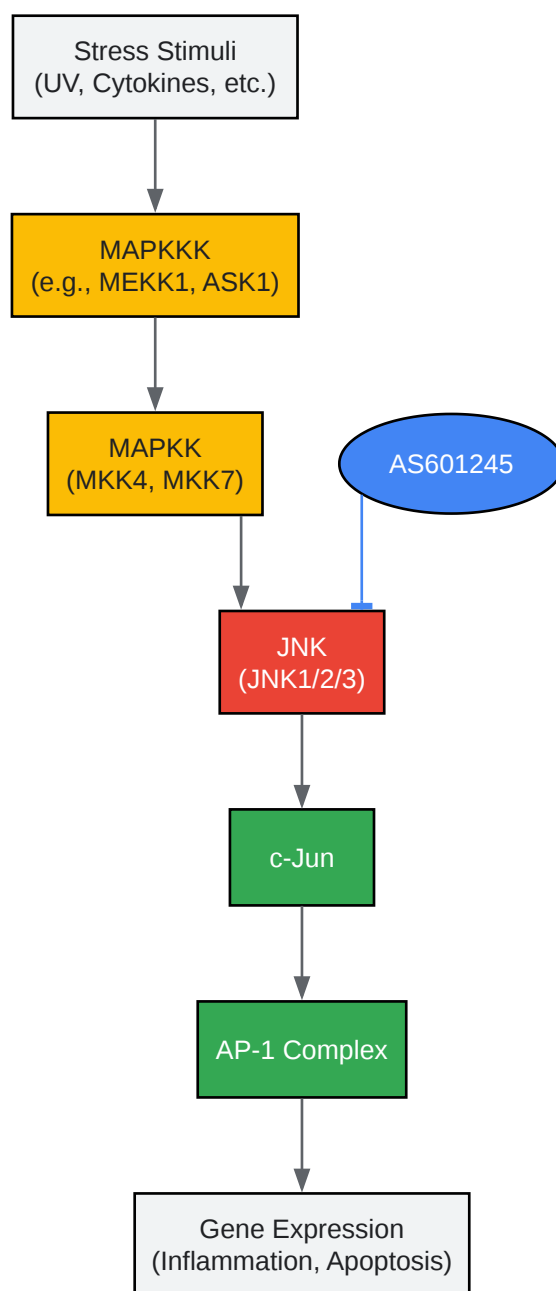 Stress Stimuli
(UV, Cytokines, etc.)
MAPKKK
(e.g., MEKK1, ASK1)
MAPKK
(MKK4, MKK7)
AS601245
JNK
(JNK1/2/3)
c-Jun
AP-1 Complex
Gene Expression
(Inflammation, Apoptosis)